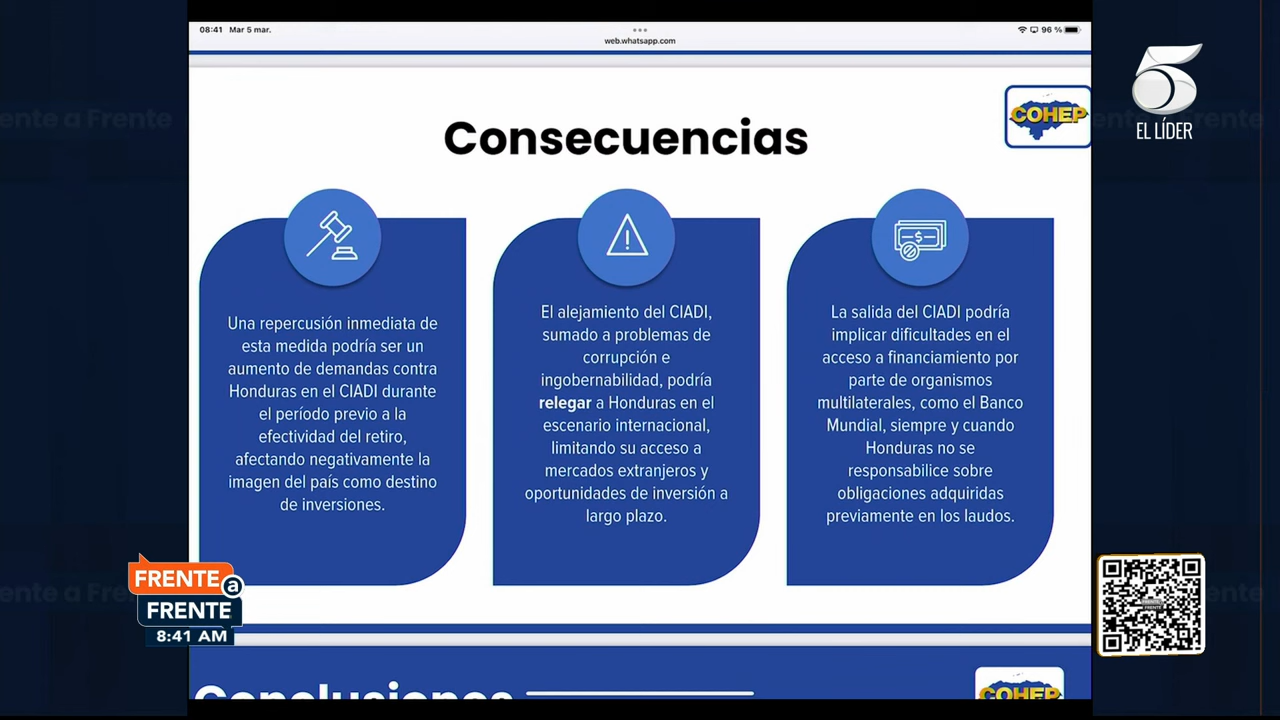 08:41 Mar 5 mar.
web.whatsapp.com
96 %
COHEP
5
EL LÍDER
Consecuencias
Una repercusión inmediata de
esta medida podría ser un
aumento de demandas contra
Honduras en el CIADI durante
el período previo a la
efectividad del retiro,
afectando negativamente la
imagen del país como destino
de inversiones.
El alejamiento del CIADI,
sumado a problemas de
corrupción e
ingobernabilidad, podría
relegar a Honduras en el
escenario internacional,
limitando su acceso a
mercados extranjeros y
oportunidades de inversión a
largo plazo.
La salida del CIADI podría
implicar dificultades en el
acceso a financiamiento por
parte de organismos
multilaterales, como el Banco
Mundial, siempre y cuando
Honduras no se
responsabilice sobre
obligaciones adquiridas
previamente en los laudos.
FRENTE a
FRENTE
8:41 AM
Conclusiones
COHEP